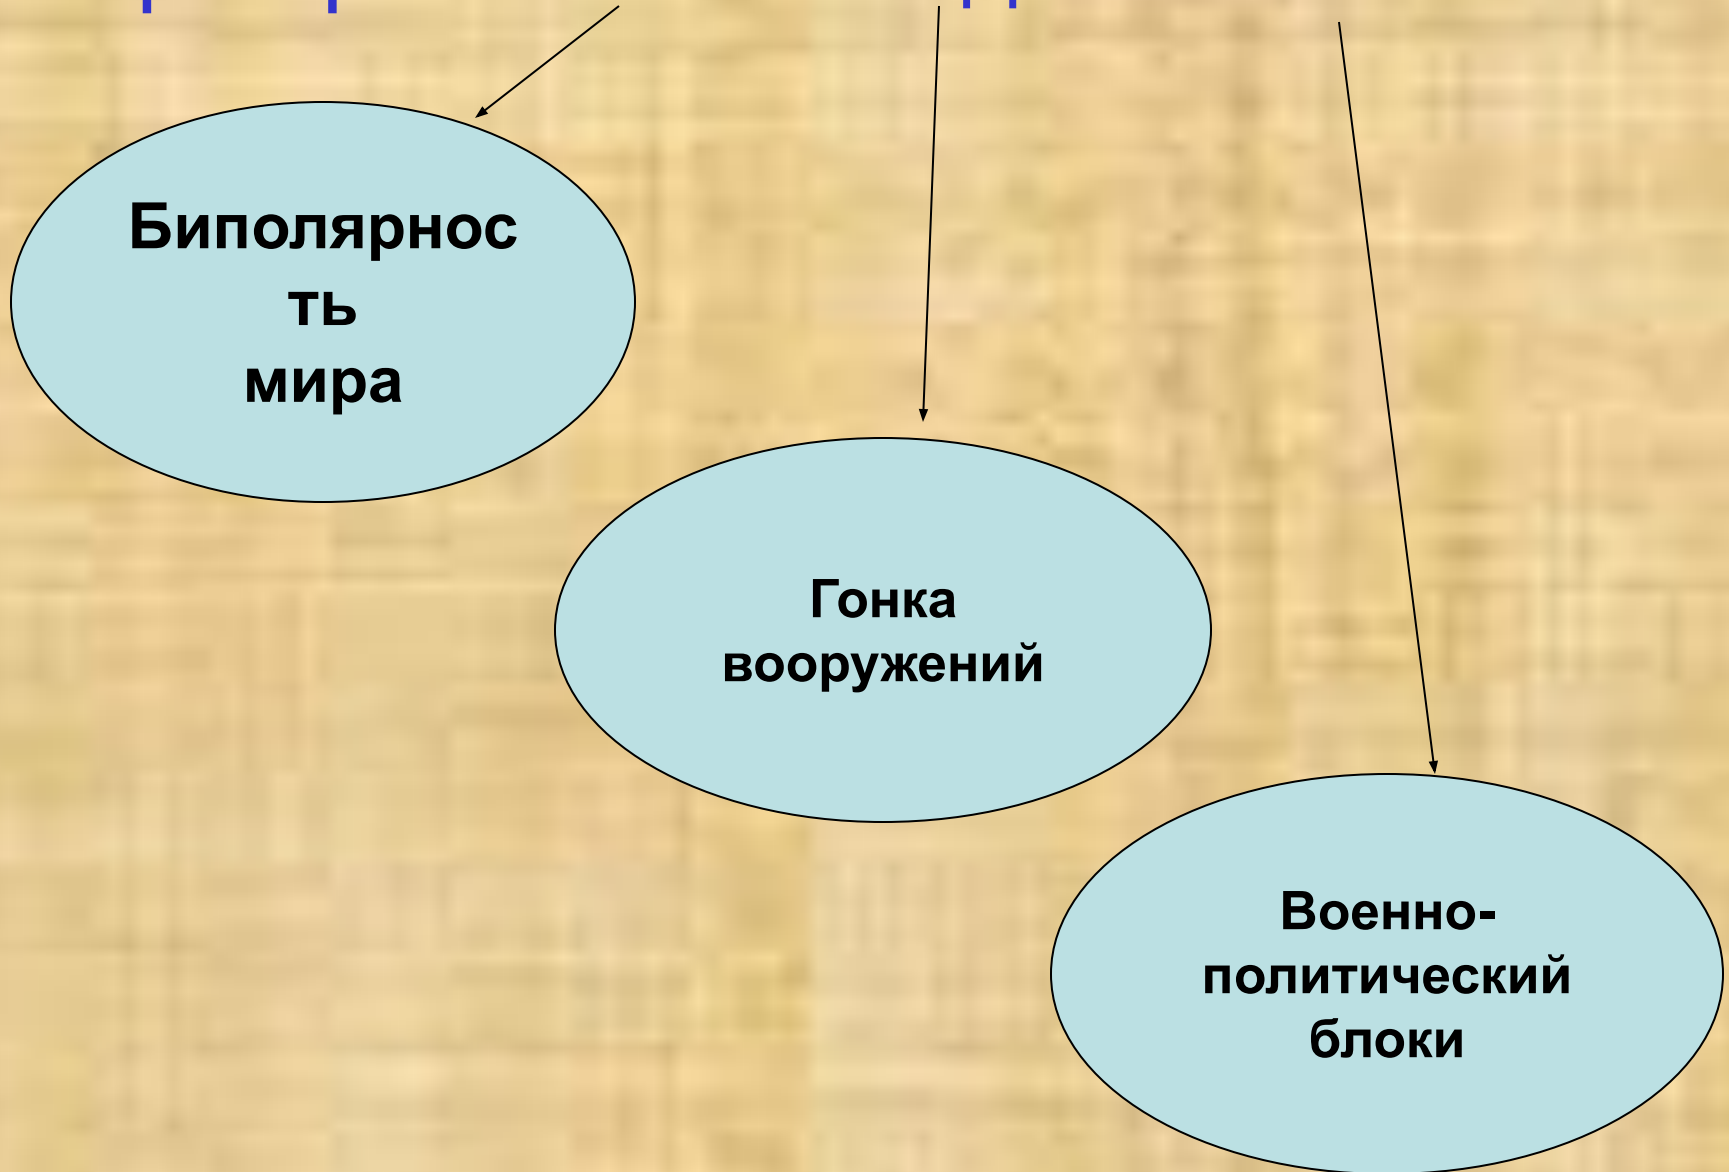 Биполярнос
ть
мира
Гонка
вооружений
Военно-
политический
блоки